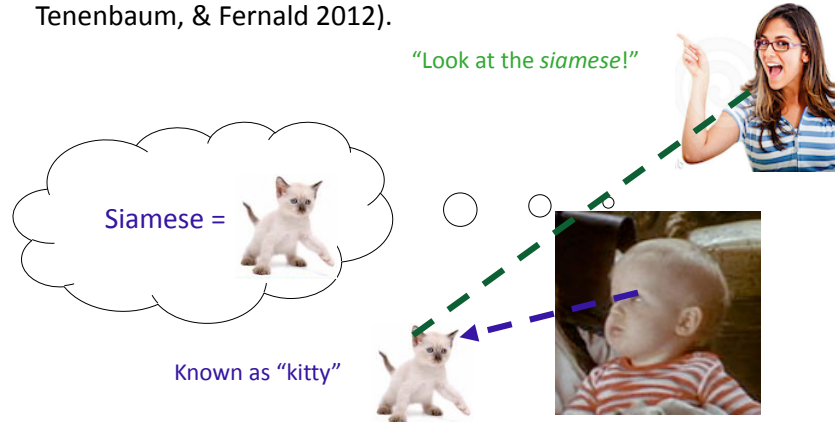 Tenenbaum, & Fernald 2012).
“Look at the siamese!”
Siamese =
Known as “kitty”